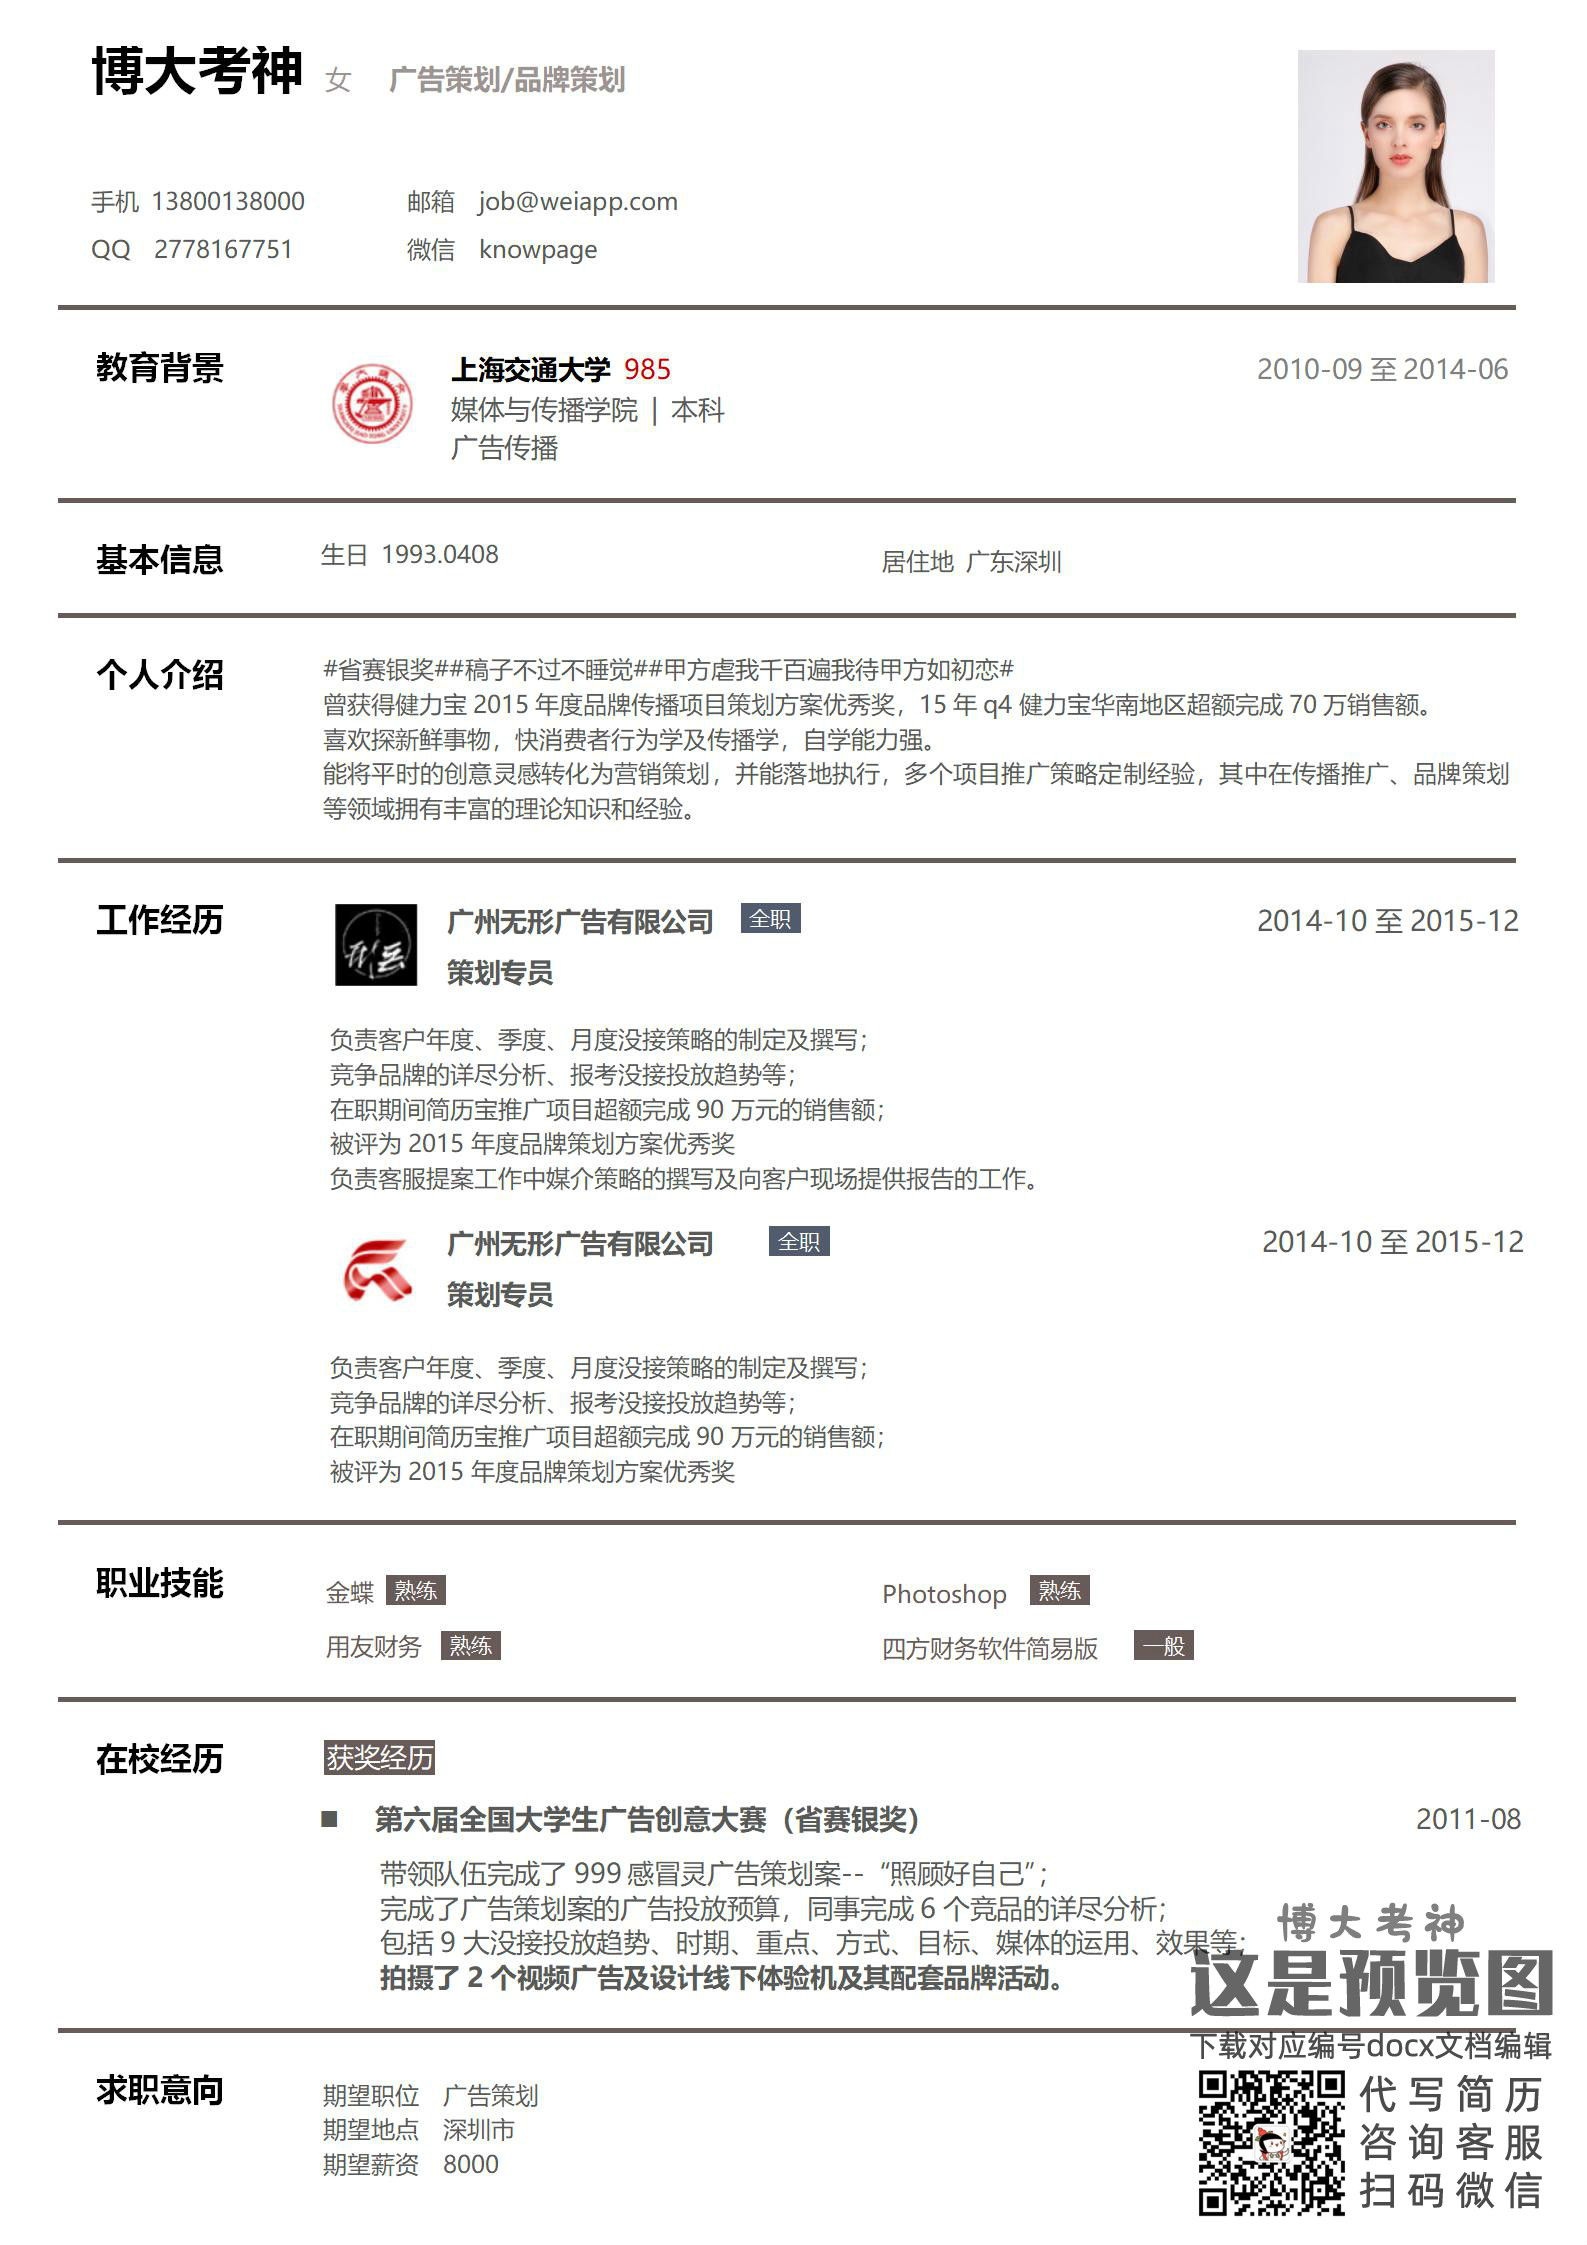 博大考神 女 广告策划/品牌策划
手机 13800138000 邮箱 job@weiapp.com
QQ 2778167751 微信 knowpage
教育背景 上海交通大学 985 2010-09 至 2014-06
媒体与传播学院 | 本科
广告传播
基本信息 生日 1993.0408 居住地 广东深圳
个人介绍 #省赛银奖##稿子不过不睡觉##甲方虐我千百遍我待甲方如初恋#
曾获得健力宝 2015 年度品牌传播项目策划方案优秀奖，15 年 q4 健力宝华南地区超额完成 70 万销售额。
喜欢探新鲜事物，快消费者行为学及传播学，自学能力强。
能将平时的创意灵感转化为营销策划，并能落地执行，多个项目推广策略定制经验，其中在传播推广、品牌策划
等领域拥有丰富的理论知识和经验。
工作经历 广州无形广告有限公司 全职 2014-10 至 2015-12
策划专员
负责客户年度、季度、月度没接策略的制定及撰写；
竞争品牌的详尽分析、报考没接投放趋势等；
在职期间简历宝推广项目超额完成 90 万元的销售额；
被评为 2015 年度品牌策划方案优秀奖
负责客服提案工作中媒介策略的撰写及向客户现场提供报告的工作。
广州无形广告有限公司 全职 2014-10 至 2015-12
策划专员
负责客户年度、季度、月度没接策略的制定及撰写；
竞争品牌的详尽分析、报考没接投放趋势等；
在职期间简历宝推广项目超额完成 90 万元的销售额；
被评为 2015 年度品牌策划方案优秀奖
职业技能 金蝶 熟练 Photoshop 熟练
用友财务 熟练 四方财务软件简易版 一般
在校经历 获奖经历
■ 第六届全国大学生广告创意大赛（省赛银奖） 2011-08
带领队伍完成了 999 感冒灵广告策划案--“照顾好自己”；
完成了广告策划案的广告投放预算，同事完成 6 个竞品的详尽分析；
包括 9 大没接投放趋势、时期、重点、方式、目标、媒体的运用、效果等；
拍摄了 2 个视频广告及设计线下体验机及其配套品牌活动。
博大考神
这是预览图
下载对应编号docx文档编辑
求职意向 期望职位 广告策划
期望地点 深圳市
期望薪资 8000
代写简历
咨询客服
扫码微信